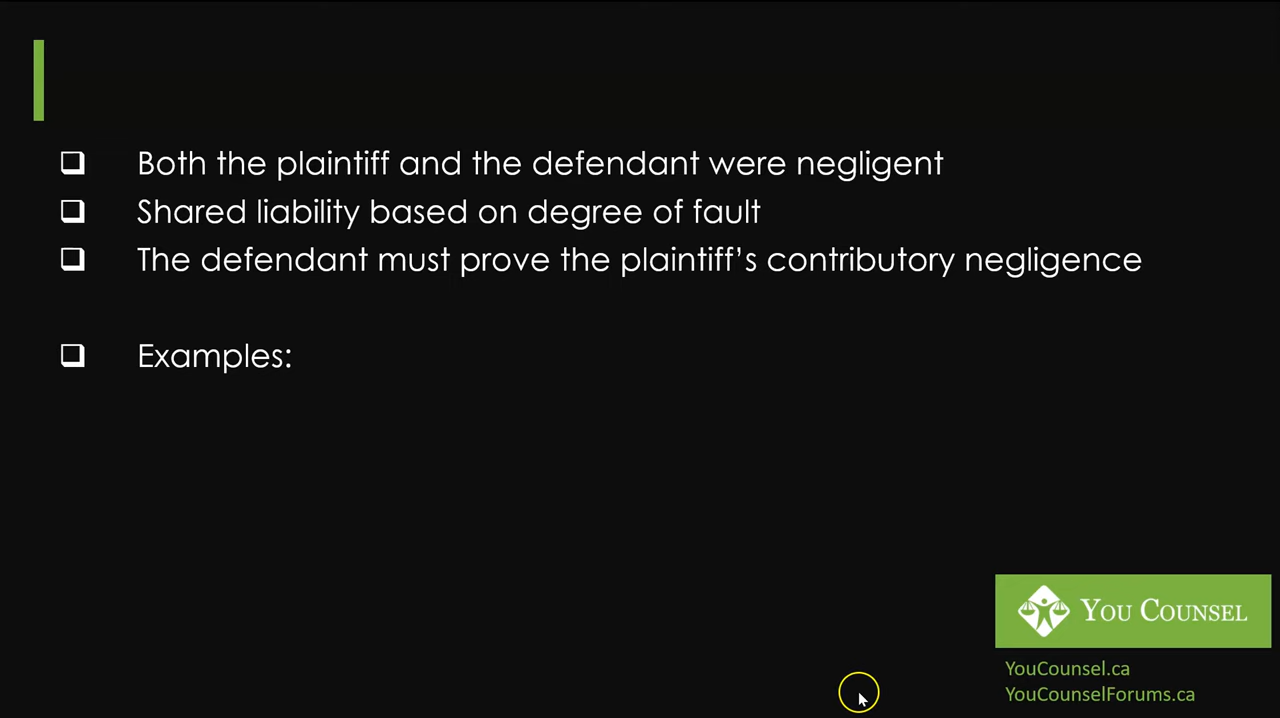 Both the plaintiff and the defendant were negligent
Shared liability based on degree of fault
The defendant must prove the plaintiff’s contributory negligence
Examples:
You Counsel
YouCounsel.ca
YouCounselForums.ca